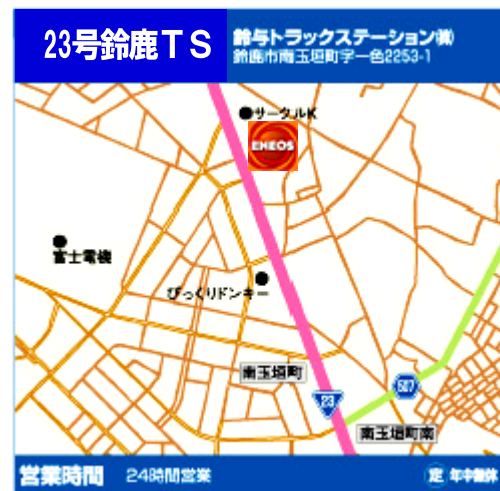 23号鈴鹿ＴＳ
鈴与トラックステーション㈱
鈴鹿市南玉垣町字一色2253-1
サークルK
ENEOS
富士電機
びっくりドンキー
南玉垣町
507
23
南玉垣町南
営業時間 24時間営業
定 年中無休